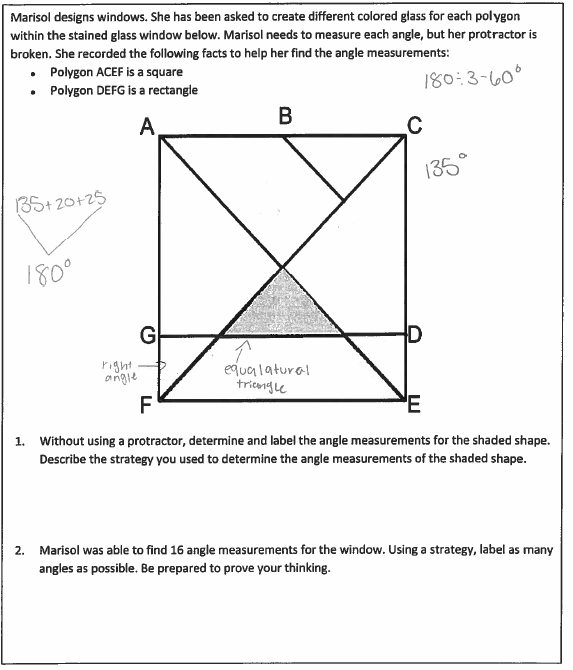 Marisol designs windows. She has been asked to create different colored glass for each polygon
within the stained glass window below. Marisol needs to measure each angle, but her protractor is
broken. She recorded the following facts to help her find the angle measurements:
• Polygon ACEF is a square
• Polygon DEFG is a rectangle
180÷3-60°
A
B
C
135°
135+20+25
180°
G
D
right
angle
equalatural
triangle
F
E
1. Without using a protractor, determine and label the angle measurements for the shaded shape.
Describe the strategy you used to determine the angle measurements of the shaded shape.
2. Marisol was able to find 16 angle measurements for the window. Using a strategy, label as many
angles as possible. Be prepared to prove your thinking.